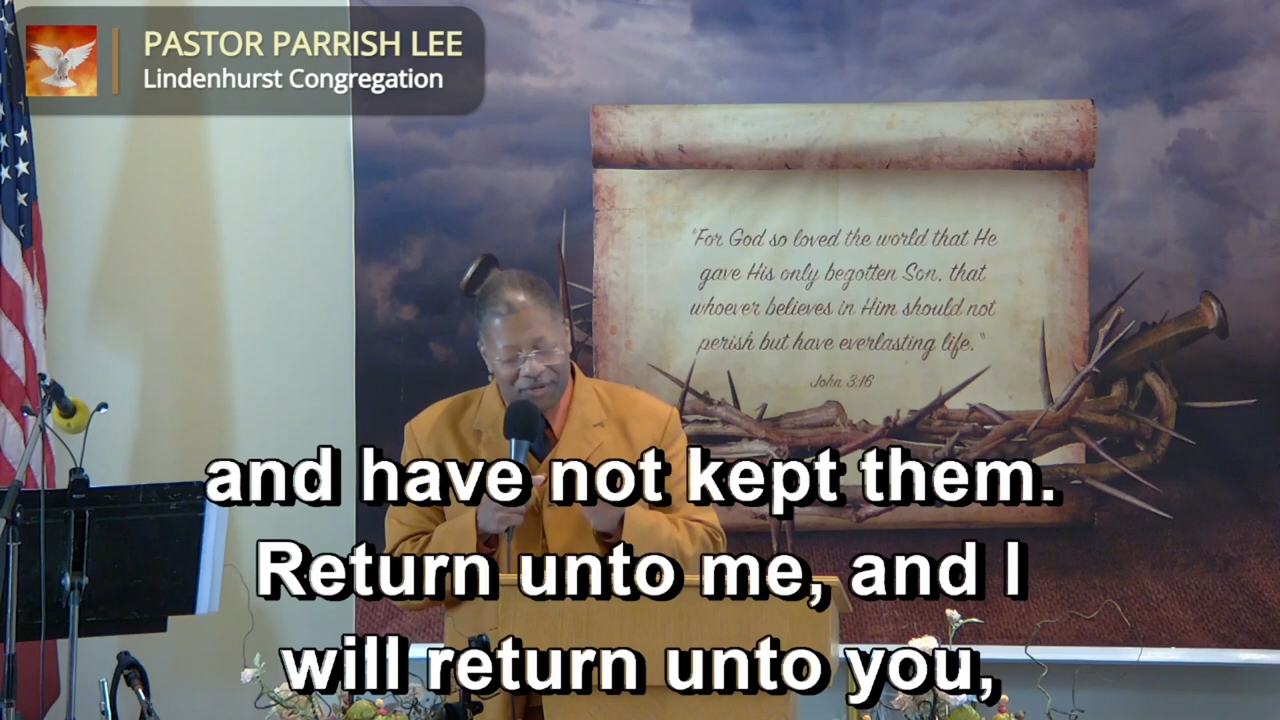 PASTOR PARRISH LEE
Lindenhurst Congregation
"For God so loved the world that He
gave His only begotten Son, that
whoever believes in Him should not
perish but have everlasting life."
John 3:16
and have not kept them.
Return unto me, and I
will return unto you,